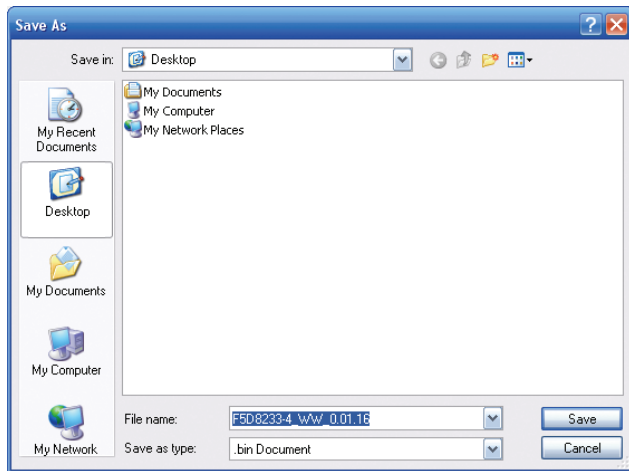 Save As
Save in:
Desktop
My Recent
Documents
Desktop
My Documents
My Computer
My Network
My Documents
My Computer
My Network Places
File name:
F5D8233-4_WW_0.01.16
Save
Save as type:
.bin Document
Cancel